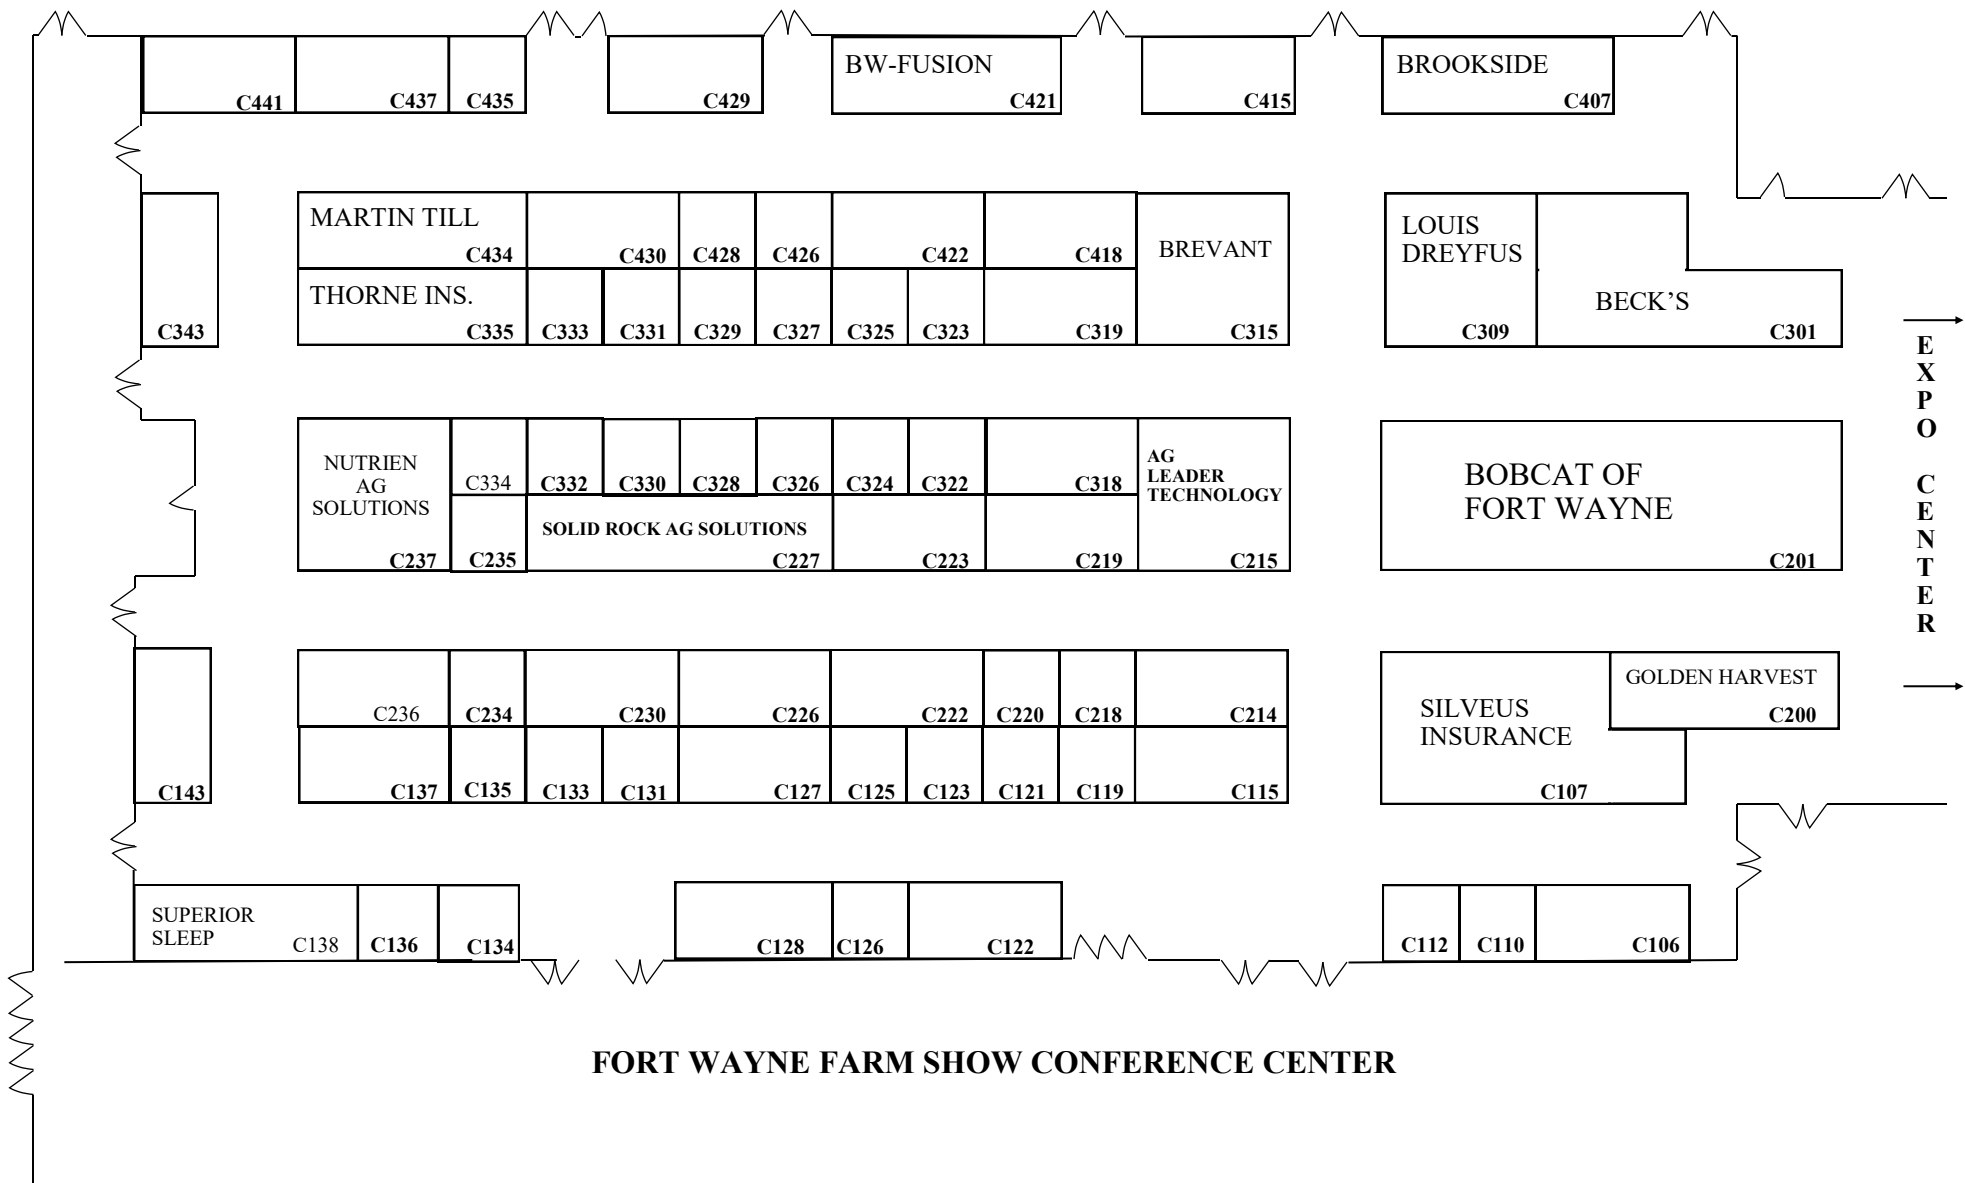 C441
C437
C435
C429
BW-FUSION
C421
C415
BROOKSIDE
C407
C343
MARTIN TILL
C434
C430
C428
C426
C422
C418
THORNE INS.
C335
C333
C331
C329
C327
C325
C323
C319
BREVANT
C315
LOUIS
DREYFUS
C309
BECK’S
C301
EXPO CENTER
NUTRIEN
AG
SOLUTIONS
C237
C334
C332
C330
C328
C326
C324
C322
C318
C235
SOLID ROCK AG SOLUTIONS
C227
C223
C219
AG
LEADER
TECHNOLOGY
C215
BOBCAT OF
FORT WAYNE
C201
C143
C236
C234
C230
C226
C222
C220
C218
C214
C137
C135
C133
C131
C127
C125
C123
C121
C119
C115
SILVEUS
INSURANCE
C107
GOLDEN HARVEST
C200
SUPERIOR
SLEEP
C138
C136
C134
C128
C126
C122
C112
C110
C106
FORT WAYNE FARM SHOW CONFERENCE CENTER